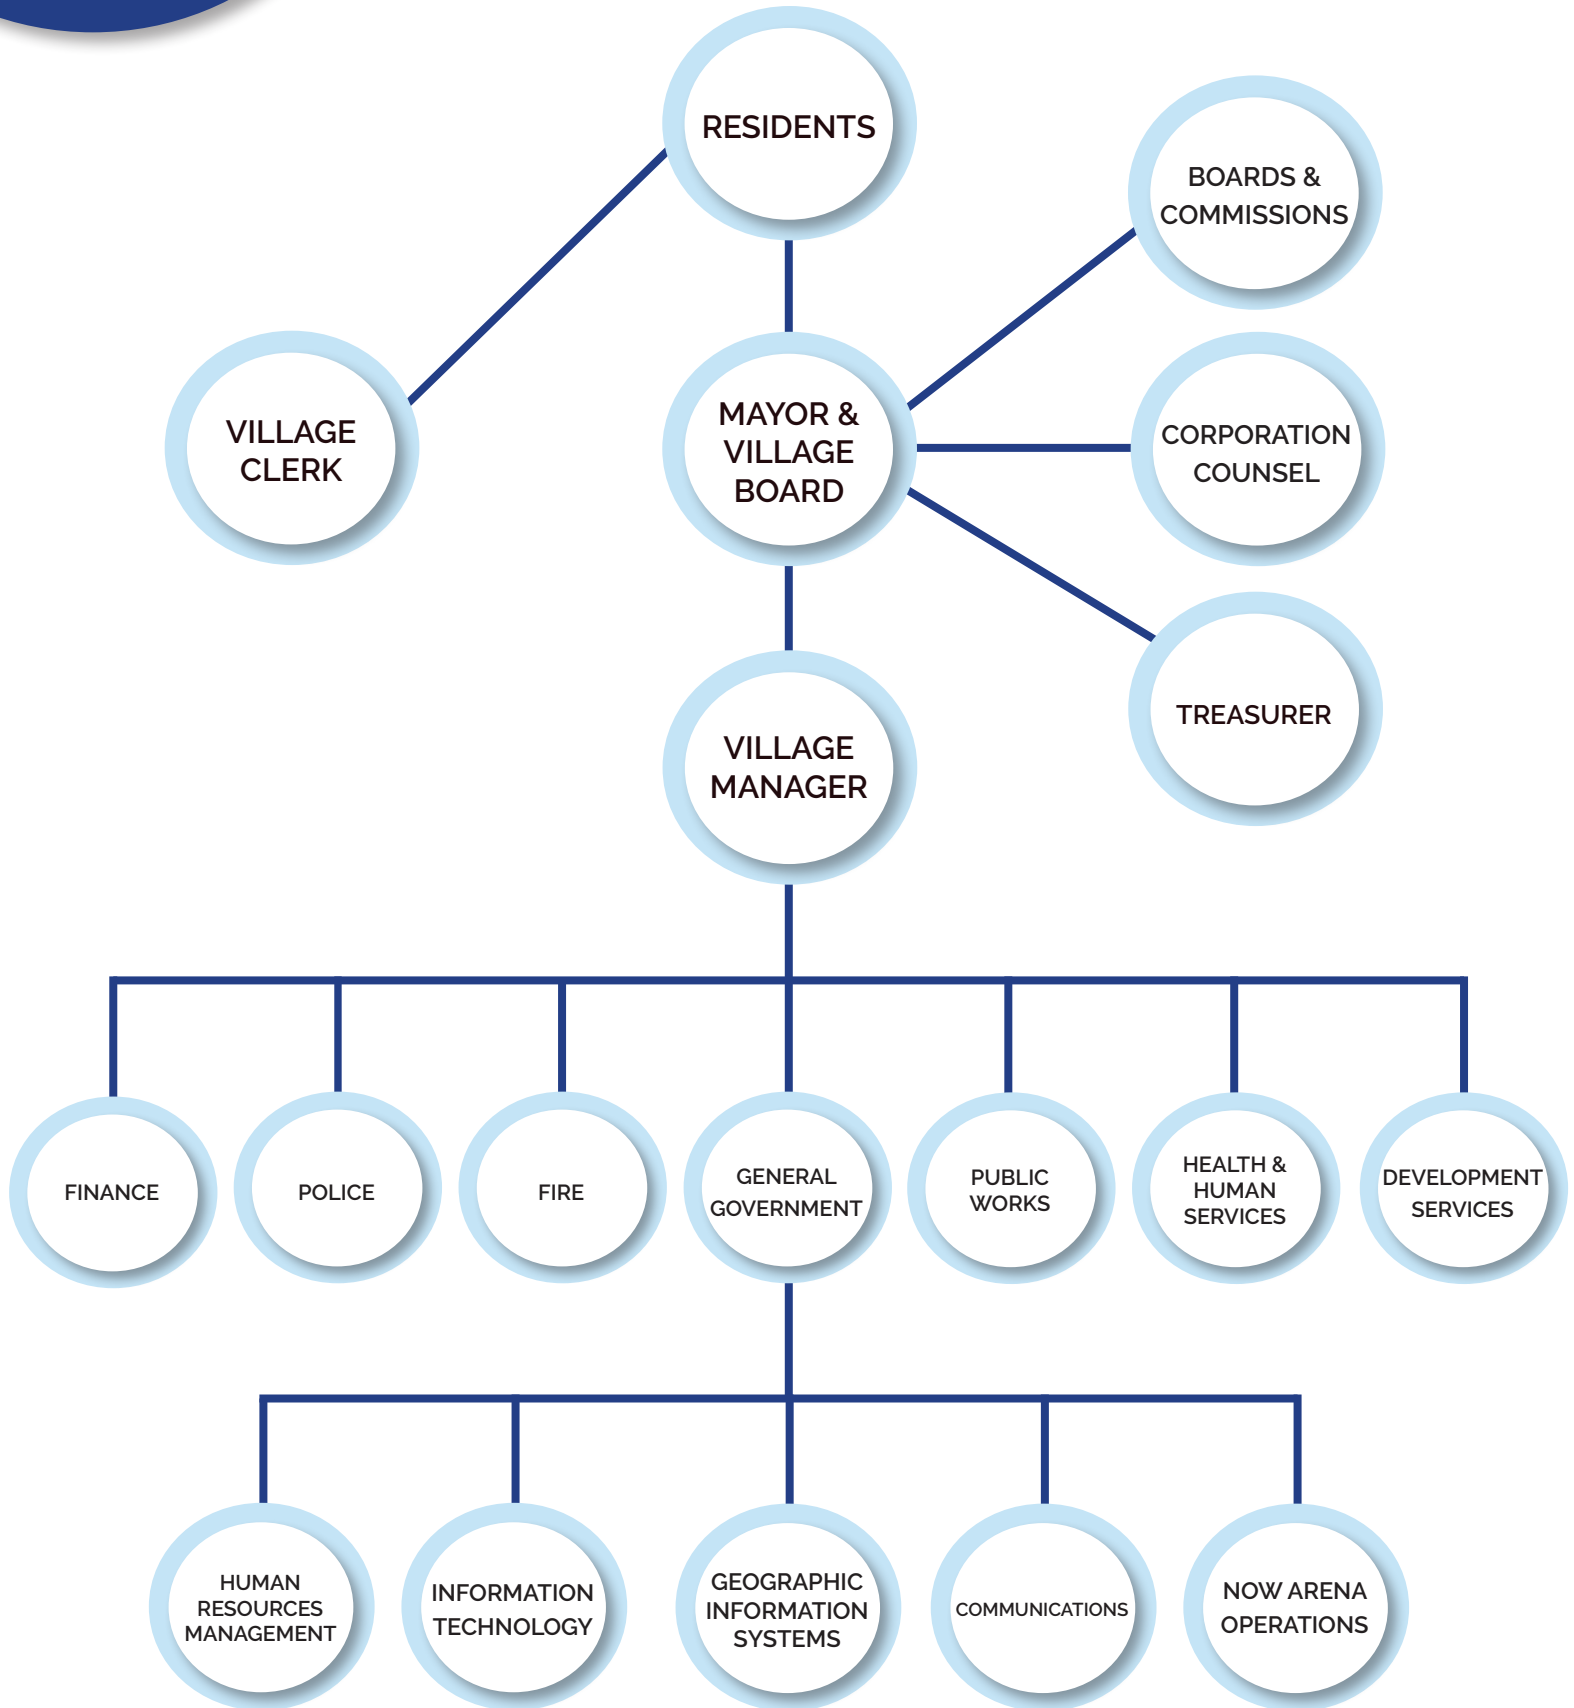 RESIDENTS
BOARDS &
COMMISSIONS
VILLAGE
CLERK
MAYOR &
VILLAGE
BOARD
CORPORATION
COUNSEL
VILLAGE
MANAGER
TREASURER
FINANCE
POLICE
FIRE
GENERAL
GOVERNMENT
PUBLIC
WORKS
HEALTH &
HUMAN
SERVICES
DEVELOPMENT
SERVICES
HUMAN
RESOURCES
MANAGEMENT
INFORMATION
TECHNOLOGY
GEOGRAPHIC
INFORMATION
SYSTEMS
COMMUNICATIONS
NOW ARENA
OPERATIONS